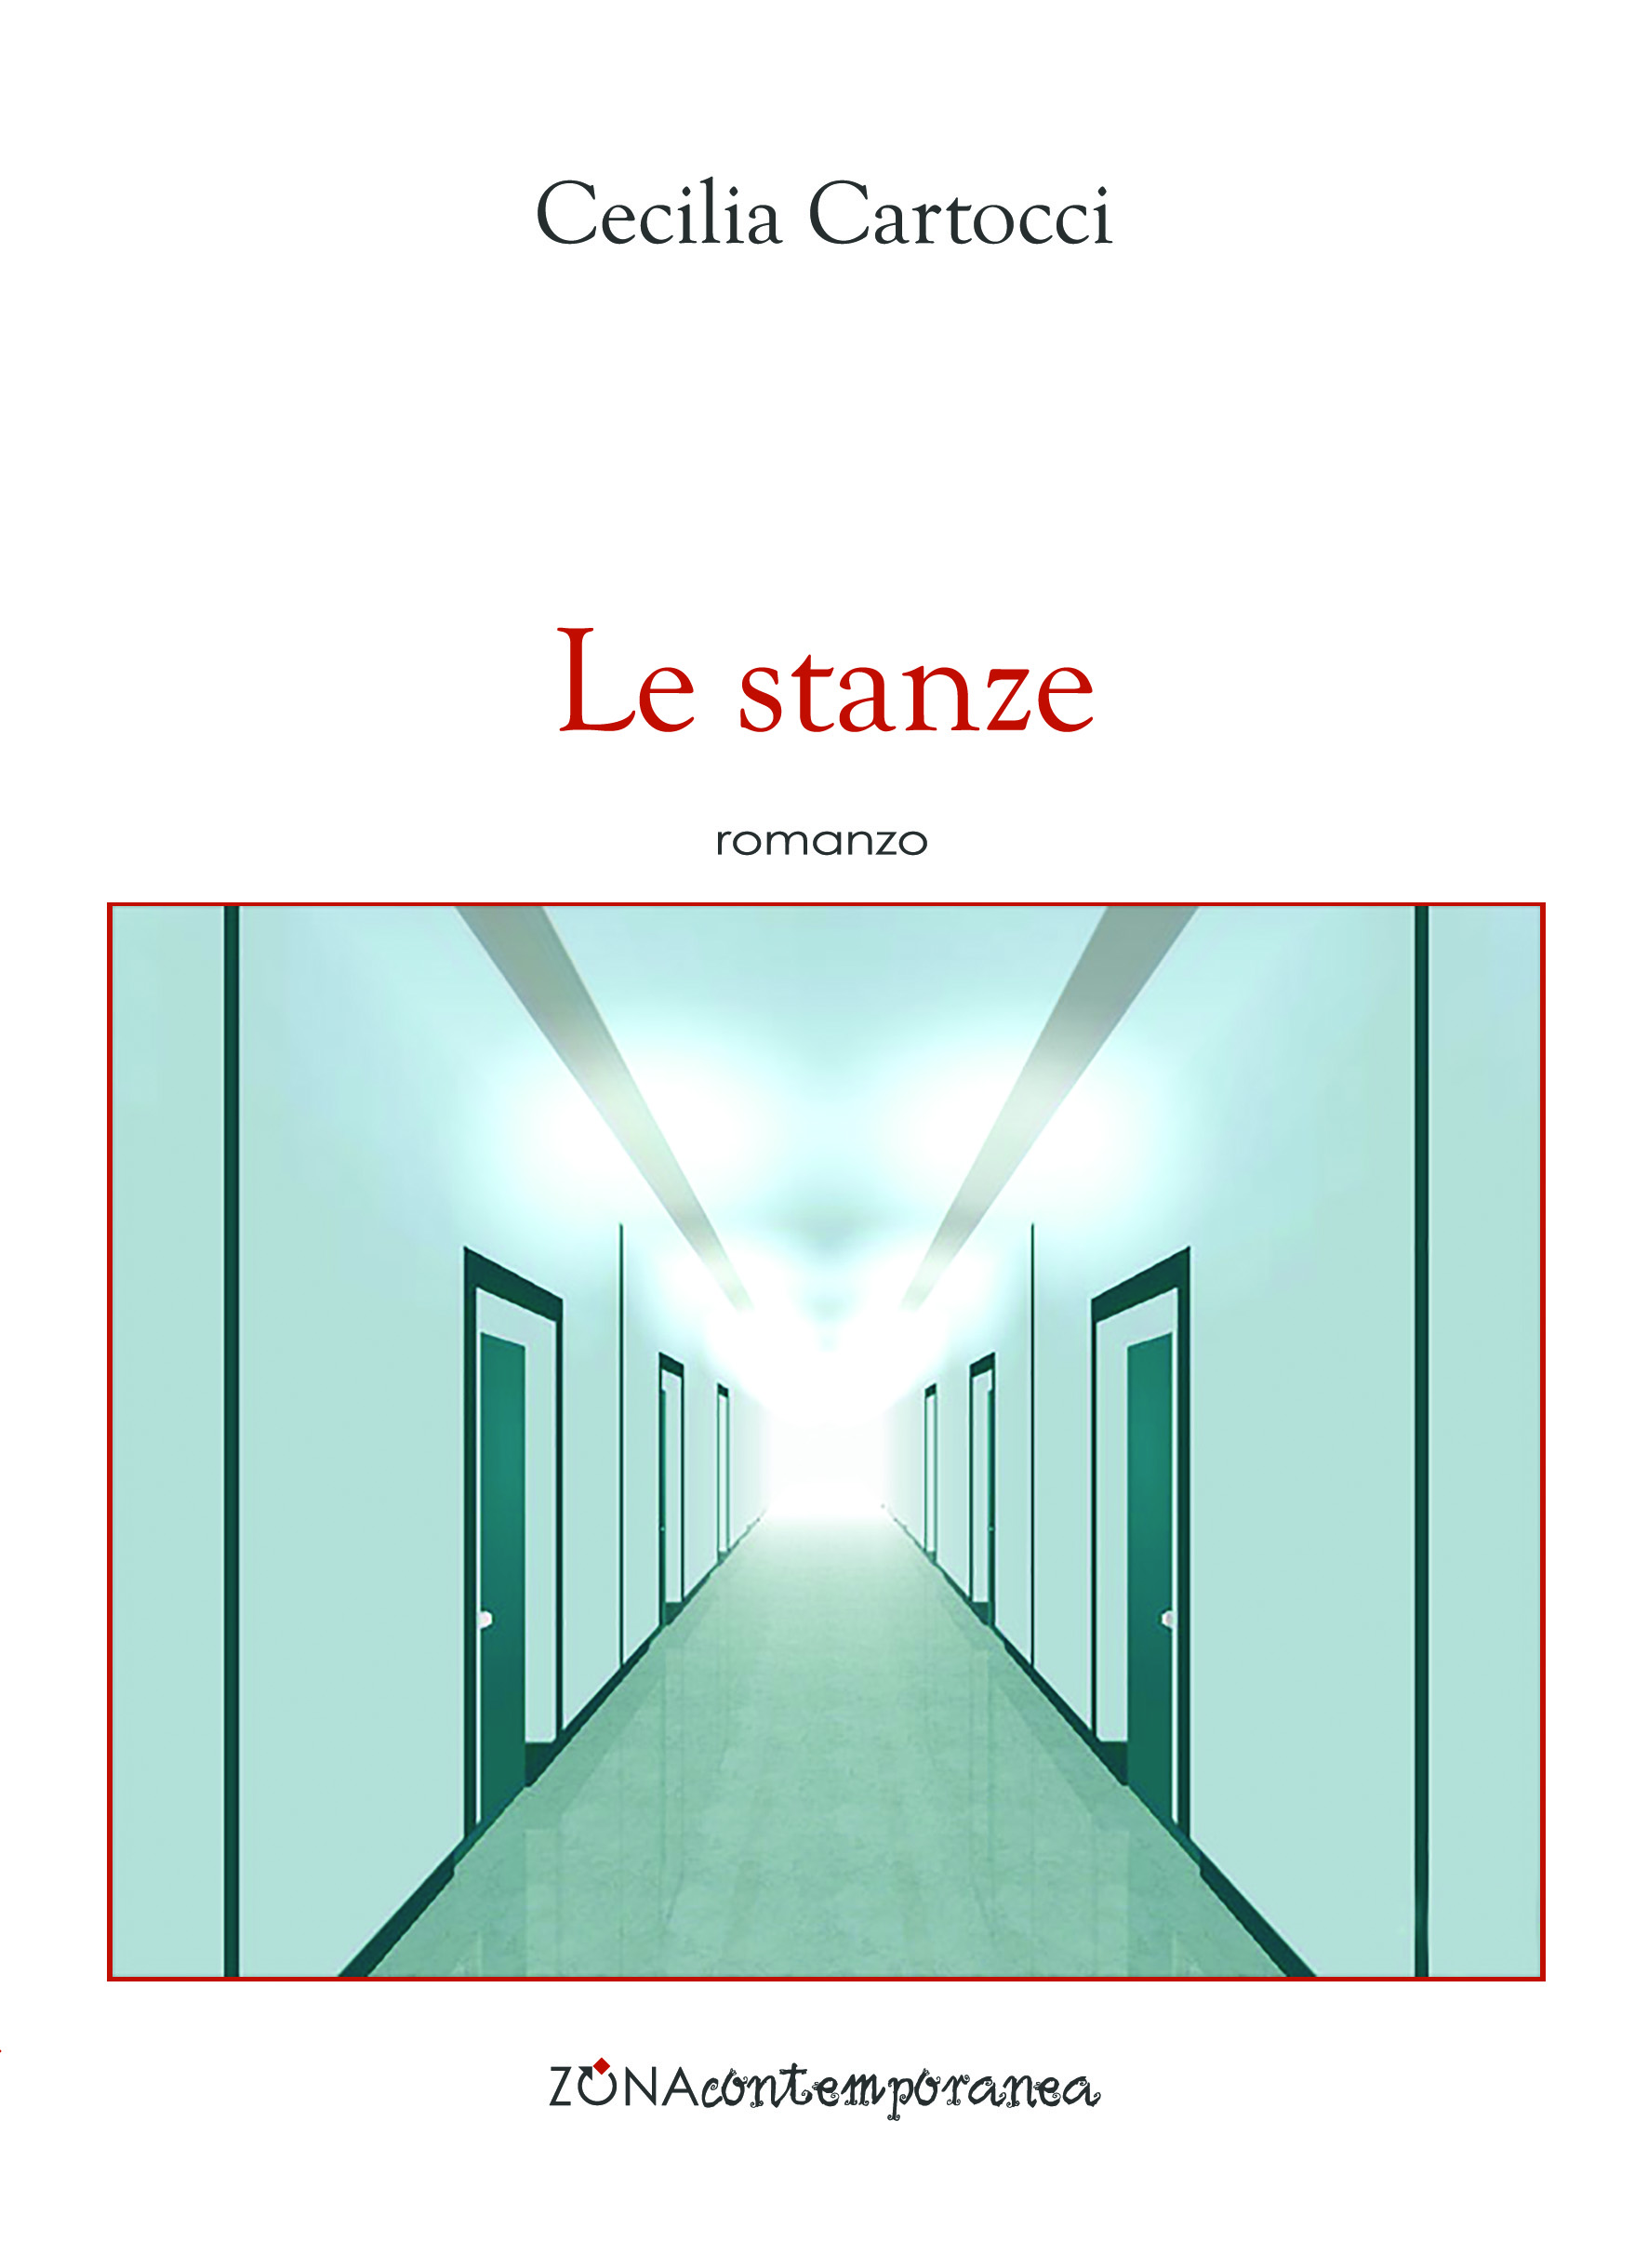 Cecilia Cartocci
Le stanze
romanzo
ZONAcontemporanea